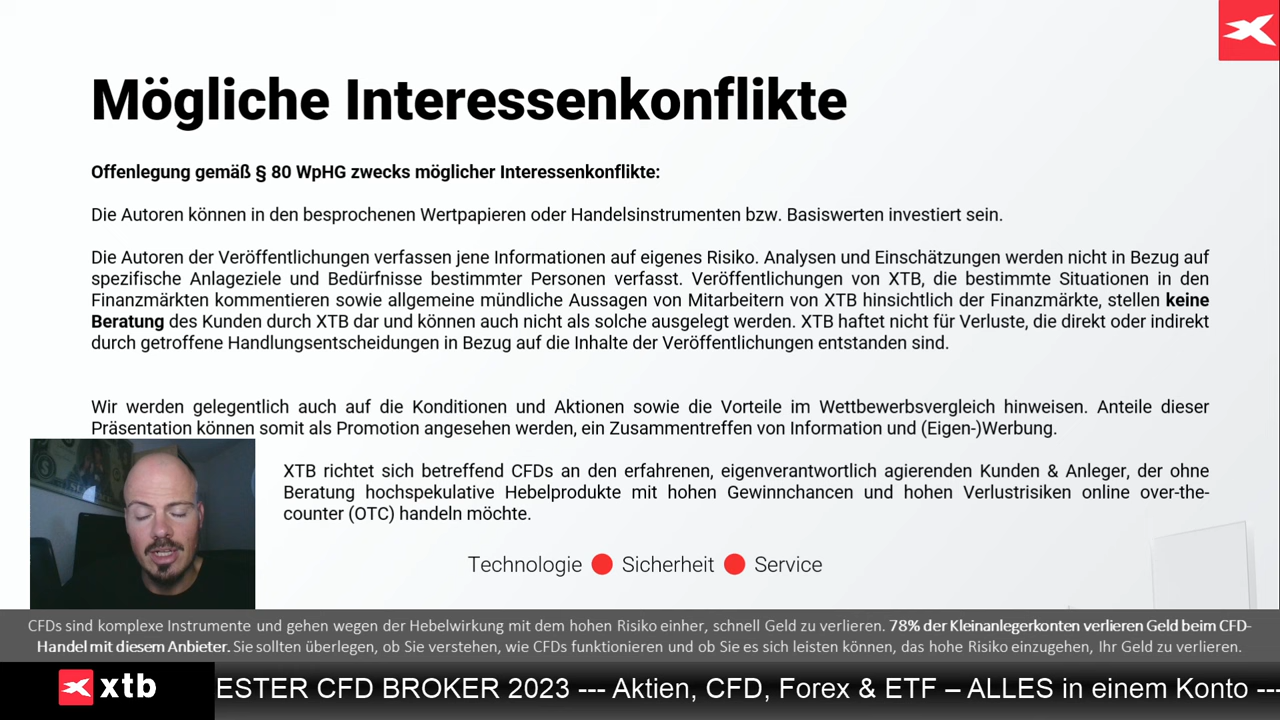 Mögliche Interessenkonflikte
Offenlegung gemäß § 80 WpHG zwecks möglicher Interessenkonflikte:
Die Autoren können in den besprochenen Wertpapieren oder Handelsinstrumenten bzw. Basiswerten investiert sein.
Die Autoren der Veröffentlichungen verfassen jene Informationen auf eigenes Risiko. Analysen und Einschätzungen werden nicht in Bezug auf
spezifische Anlageziele und Bedürfnisse bestimmter Personen verfasst. Veröffentlichungen von XTB, die bestimmte Situationen in den
Finanzmärkten kommentieren sowie allgemeine mündliche Aussagen von Mitarbeitern von XTB hinsichtlich der Finanzmärkte, stellen keine
Beratung des Kunden durch XTB dar und können auch nicht als solche ausgelegt werden. XTB haftet nicht für Verluste, die direkt oder indirekt
durch getroffene Handlungsentscheidungen in Bezug auf die Inhalte der Veröffentlichungen entstanden sind.
Wir werden gelegentlich auch auf die Konditionen und Aktionen sowie die Vorteile im Wettbewerbsvergleich hinweisen. Anteile dieser
Präsentation können somit als Promotion angesehen werden, ein Zusammentreffen von Information und (Eigen-)Werbung.
XTB richtet sich betreffend CFDs an den erfahrenen, eigenverantwortlich agierenden Kunden & Anleger, der ohne
Beratung hochspekulative Hebelprodukte mit hohen Gewinnchancen und hohen Verlustrisiken online over-the-
counter (OTC) handeln möchte.
Technologie Sicherheit Service
CFDs sind komplexe Instrumente und gehen wegen der Hebelwirkung mit dem hohen Risiko einher, schnell Geld zu verlieren. 78% der Kleinanlegerkonten verlieren Geld beim CFD-
Handel mit diesem Anbieter. Sie sollten überlegen, ob Sie verstehen, wie CFDs funktionieren und ob Sie es sich leisten können, das hohe Risiko einzugehen, Ihr Geld zu verlieren.
xtb ESTER CFD BROKER 2023 --- Aktien, CFD, Forex & ETF – ALLES in einem Konto ---